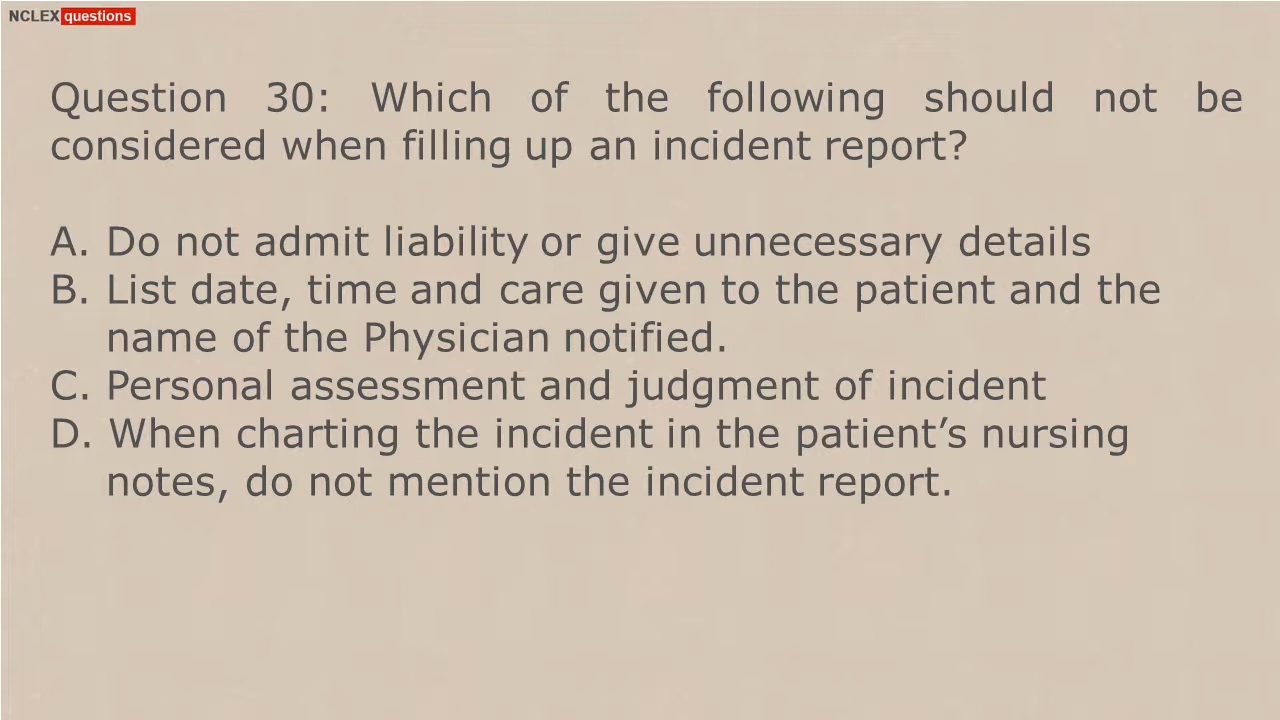 NCLEX questions
Question 30: Which of the following should not be
considered when filling up an incident report?
A. Do not admit liability or give unnecessary details
B. List date, time and care given to the patient and the
name of the Physician notified.
C. Personal assessment and judgment of incident
D. When charting the incident in the patient’s nursing
notes, do not mention the incident report.